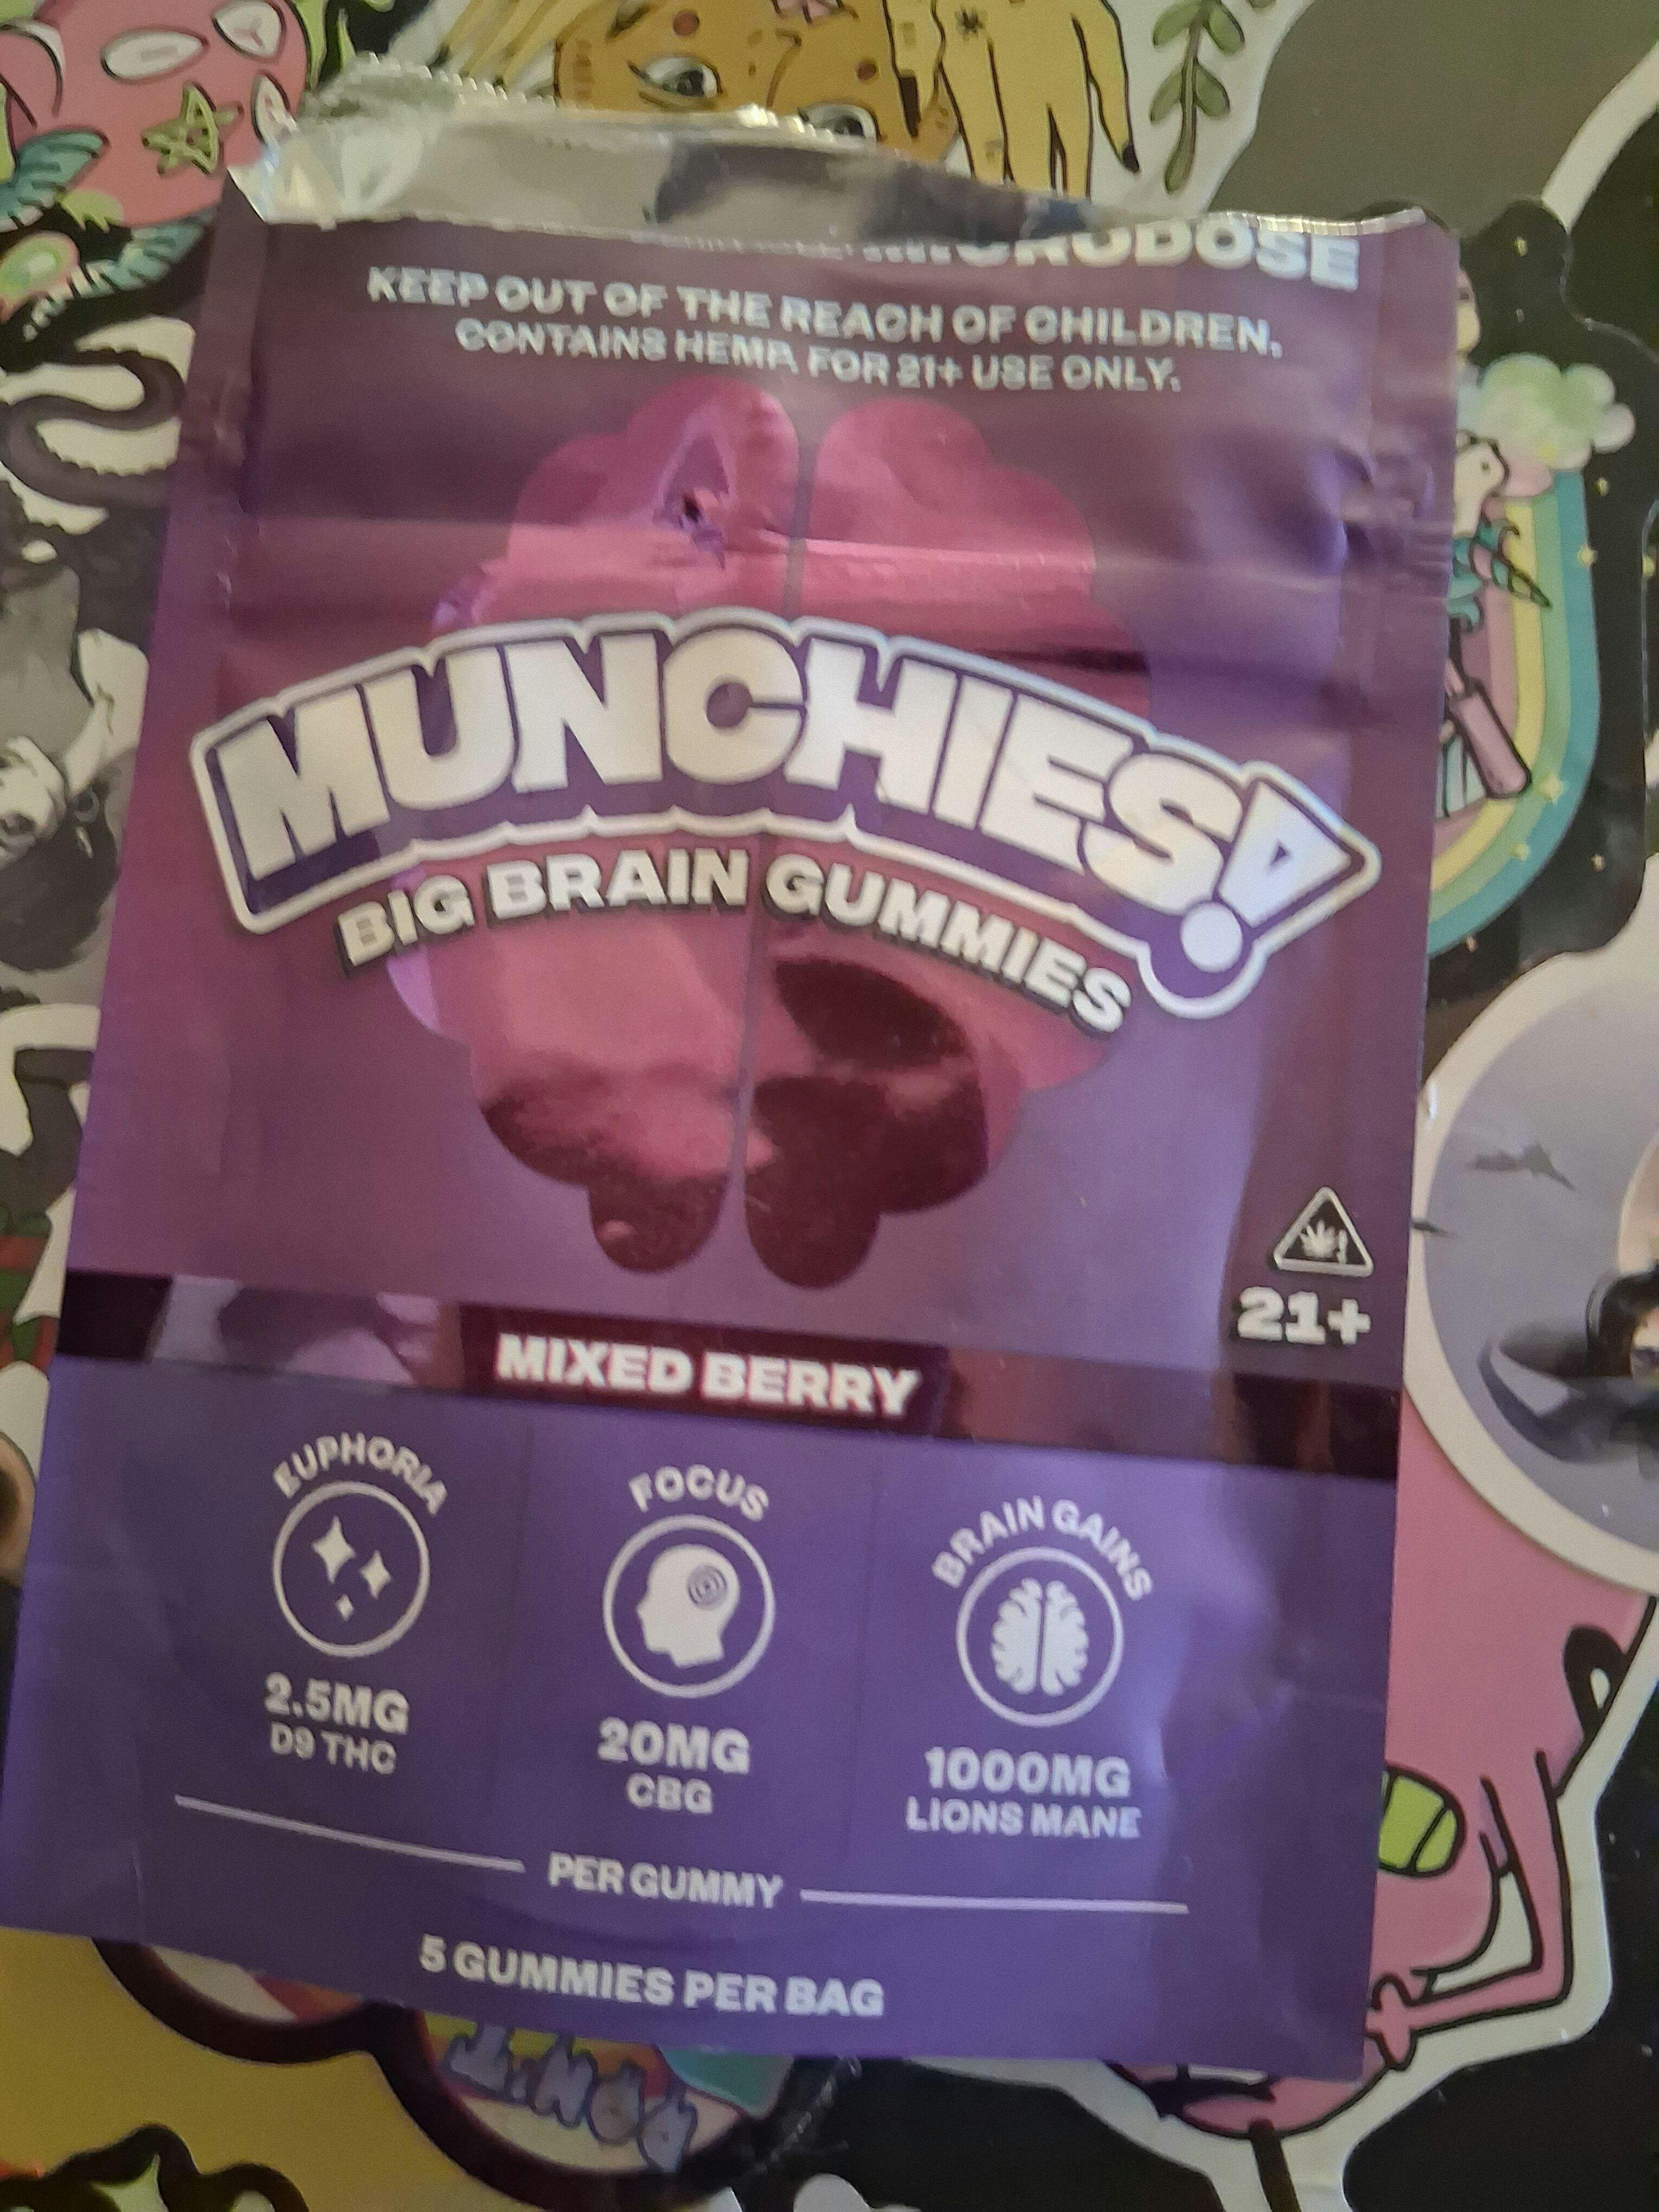 MICRODOSE
KEEP OUT OF THE REACH OF CHILDREN.
CONTAINS HEMP. FOR 21+ USE ONLY.
MUNCHIES!
BIG BRAIN GUMMIES
21+
MIXED BERRY
EUPHORIA
FOCUS
BRAIN GAINS
2.5MG
D9 THC
20MG
CBG
1000MG
LIONS MANE
PER GUMMY
5 GUMMIES PER BAG
DON'T